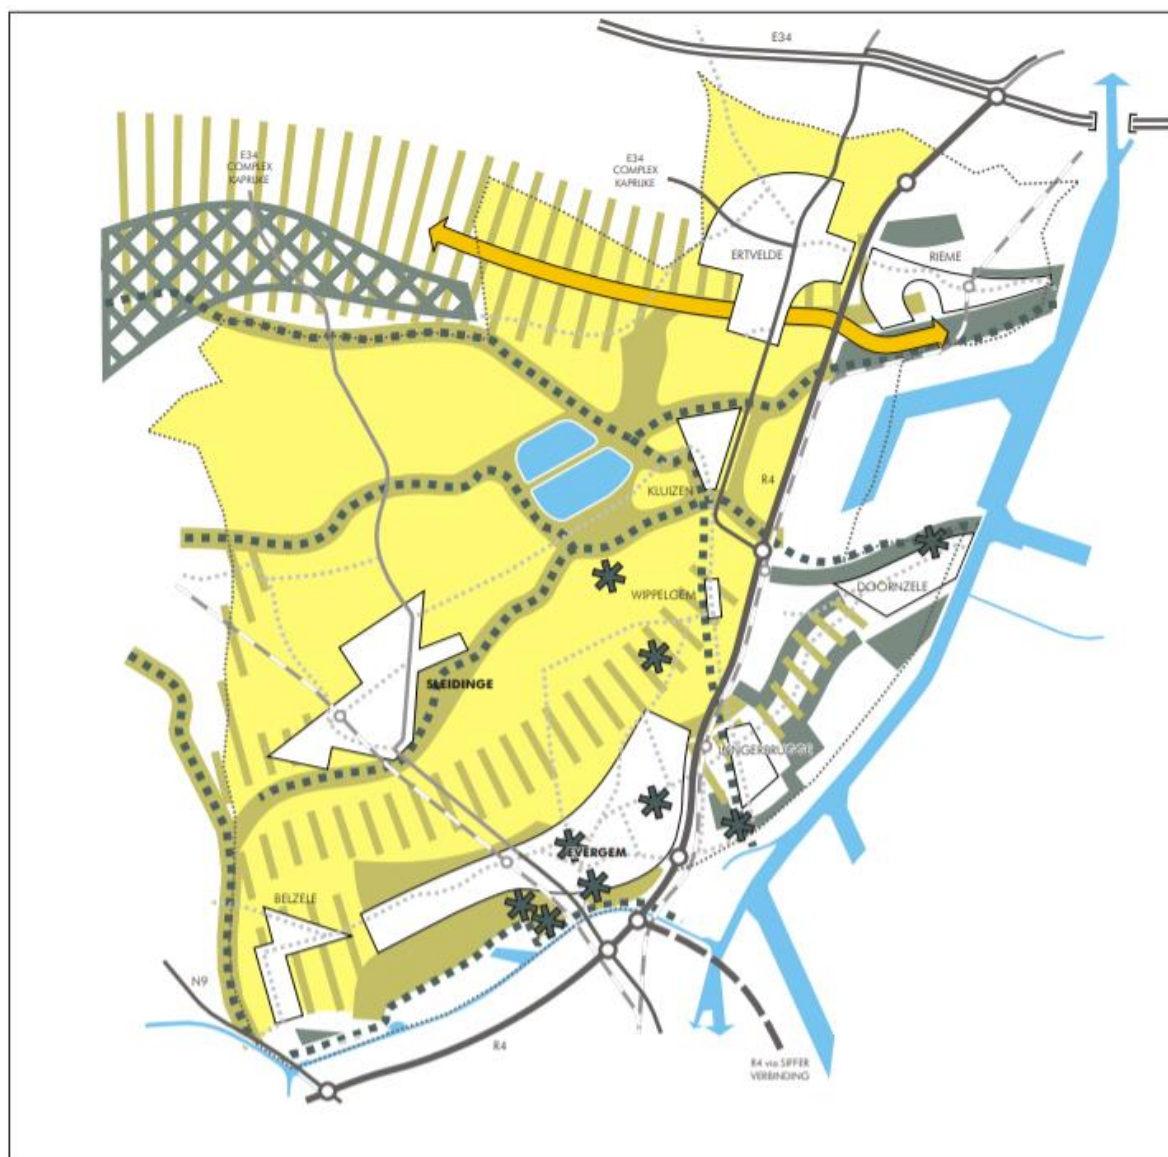 E34
E34
COMPLEX
KAPRIJKE
E34
COMPLEX
KAPRIJKE
ERTVELDE
RIEME
KLUIZEN
R4
DOORNZELE
WIPPELGEM
SLEIDINGE
LANGERBRUGGE
EVERGEM
BELZELE
N9
R4
R4 via SIFFER
VERBINDING